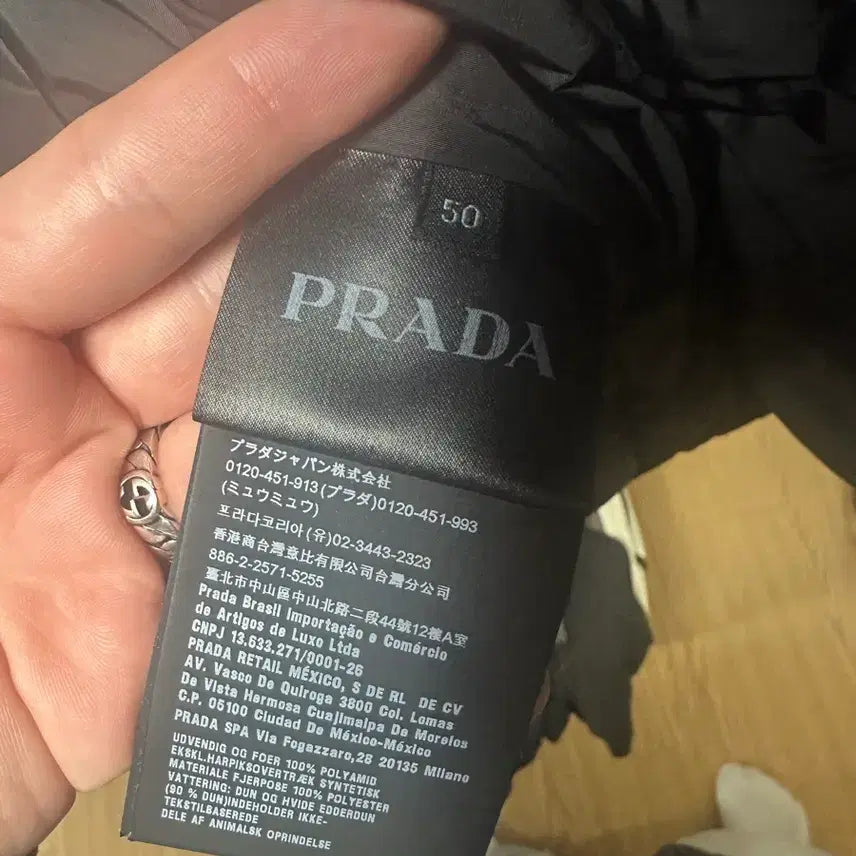 50
PRADA
プラダジャパン株式会社
0120-451-913(プラダ)0120-451-993
(ミュウミュウ)
프라다코리아(유)02-3443-2323
香港商台灣意比有限公司台灣分公司
886-2-2571-5255
臺北市中山區中山北路二段44號12樓A室
Prada Brasil Importação e Comércio
de Artigos de Luxo Ltda
CNPJ 13.633.271/0001-26
PRADA RETAIL MÉXICO, S DE RL DE CV
AV. Vasco De Quiroga 3800 Col. Lomas
De Vista Hermosa Cuajimalpa De Morelos
C.P. 05100 Ciudad De México-México
PRADA SPA Via Fogazzaro,28 20135 Milano
UDVENDIG OG FOER 100% POLYAMID
EKSKL.HARPIKSOVERTRÆK SYNTETISK
MATERIALE FJERPOSE 100% POLYESTER
VATTERING: DUN OG HVIDE EDDERDUN
(90 % DUN)INDEHOLDER IKKE-
TEKSTILBASEREDE
DELE AF ANIMALSK OPRINDELSE